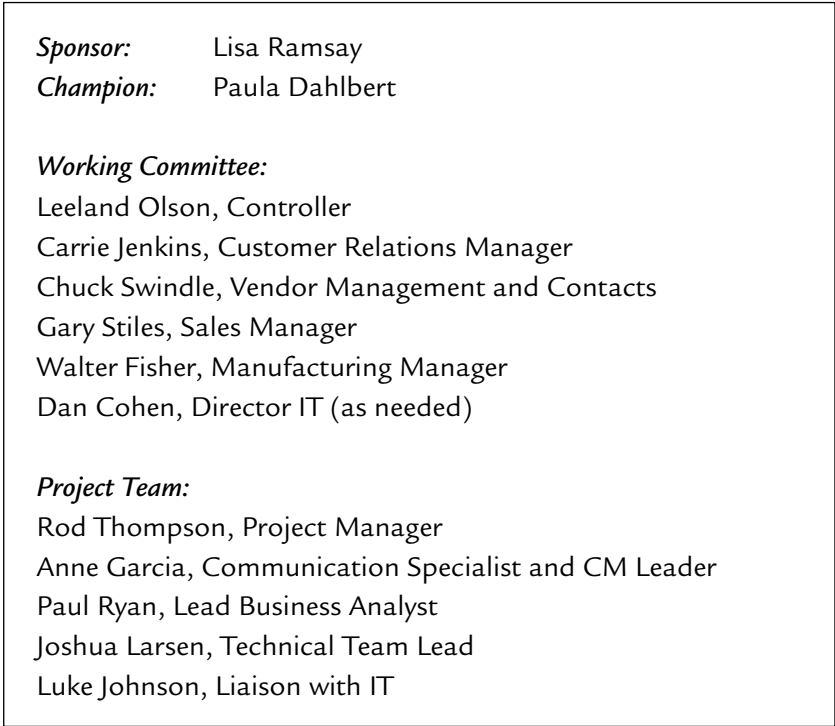 Sponsor: Lisa Ramsay
Champion: Paula Dahlbert
Working Committee:
Leeland Olson, Controller
Carrie Jenkins, Customer Relations Manager
Chuck Swindle, Vendor Management and Contacts
Gary Stiles, Sales Manager
Walter Fisher, Manufacturing Manager
Dan Cohen, Director IT (as needed)
Project Team:
Rod Thompson, Project Manager
Anne Garcia, Communication Specialist and CM Leader
Paul Ryan, Lead Business Analyst
Joshua Larsen, Technical Team Lead
Luke Johnson, Liaison with IT